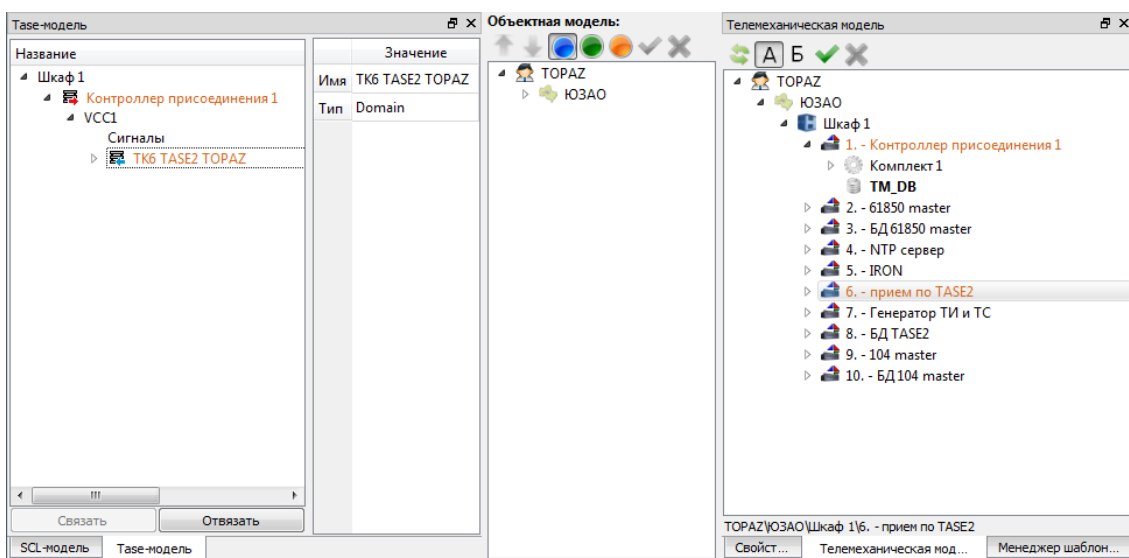 Tase-модель
Название
Шкаф 1
Контроллер присоединения 1
VCC1
Сигналы
TK6 TASE2 TOPAZ
Связать
Отвязать
SCL-модель
Tase-модель
Значение
Имя TK6 TASE2 TOPAZ
Тип Domain
Объектная модель:
TOPAZ
ЮЗАО
Телемеханическая модель
А Б
TOPAZ
ЮЗАО
Шкаф 1
1. - Контроллер присоединения 1
Комплект 1
TM_DB
2. - 61850 master
3. - БД 61850 master
4. - NTP сервер
5. - IRON
6. - прием по TASE2
7. - Генератор ТИ и ТС
8. - БД TASE2
9. - 104 master
10. - БД 104 master
TOPAZ\ЮЗАО\Шкаф 1\6. - прием по TASE2
Свойст...
Телемеханическая мод...
Менеджер шаблон...